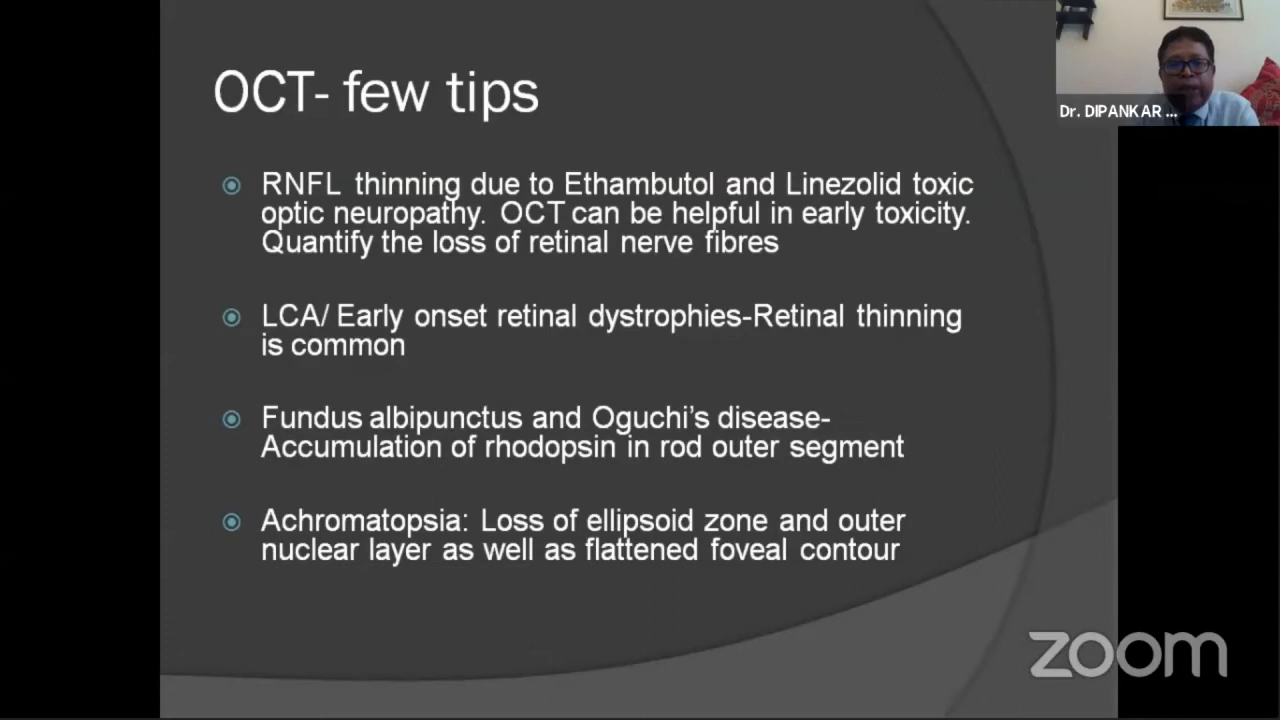 OCT- few tips
Dr. DIPANKAR ...
RNFL thinning due to Ethambutol and Linezolid toxic
optic neuropathy. OCT can be helpful in early toxicity.
Quantify the loss of retinal nerve fibres
LCA/ Early onset retinal dystrophies-Retinal thinning
is common
Fundus albipunctus and Oguchi’s disease-
Accumulation of rhodopsin in rod outer segment
Achromatopsia: Loss of ellipsoid zone and outer
nuclear layer as well as flattened foveal contour
zoom